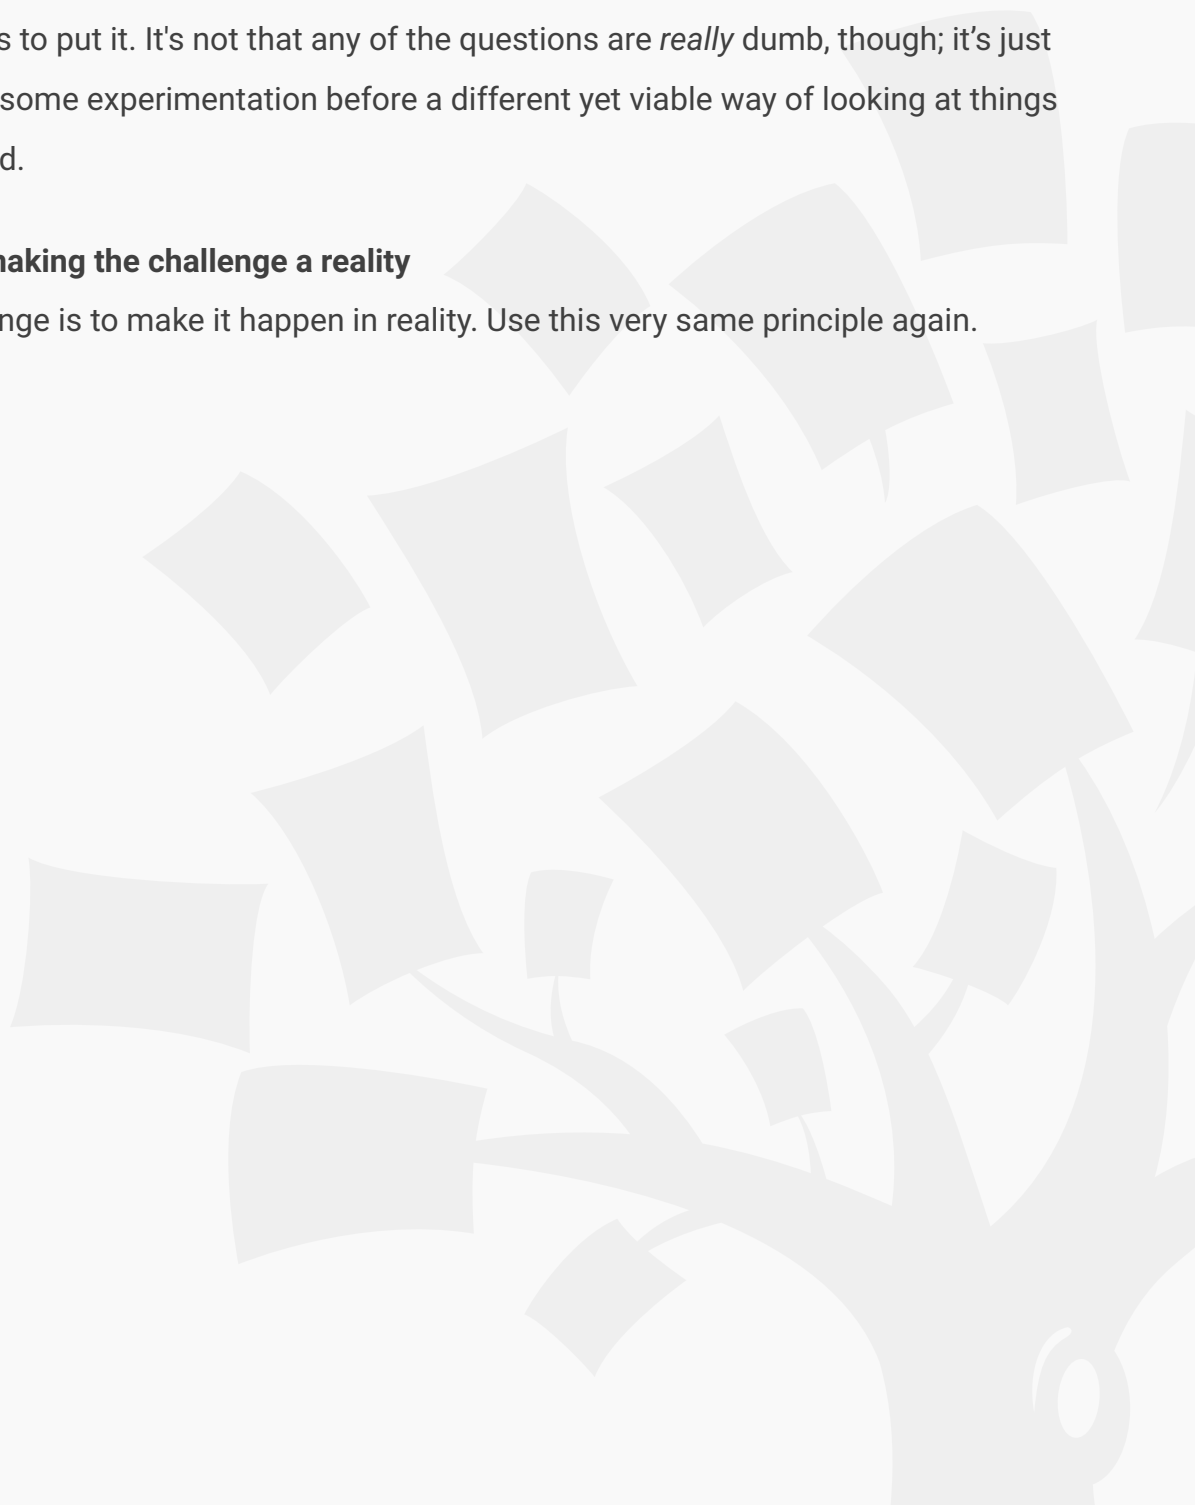 s to put it. It's not that any of the questions are really dumb, though; it’s just
some experimentation before a different yet viable way of looking at things
d.
aking the challenge a reality
nge is to make it happen in reality. Use this very same principle again.